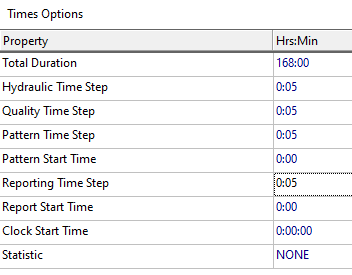 Times Options
Property Hrs:Min
Total Duration 168:00
Hydraulic Time Step 0:05
Quality Time Step 0:05
Pattern Time Step 0:05
Pattern Start Time 0:00
Reporting Time Step 0:05
Report Start Time 0:00
Clock Start Time 0:00:00
Statistic NONE